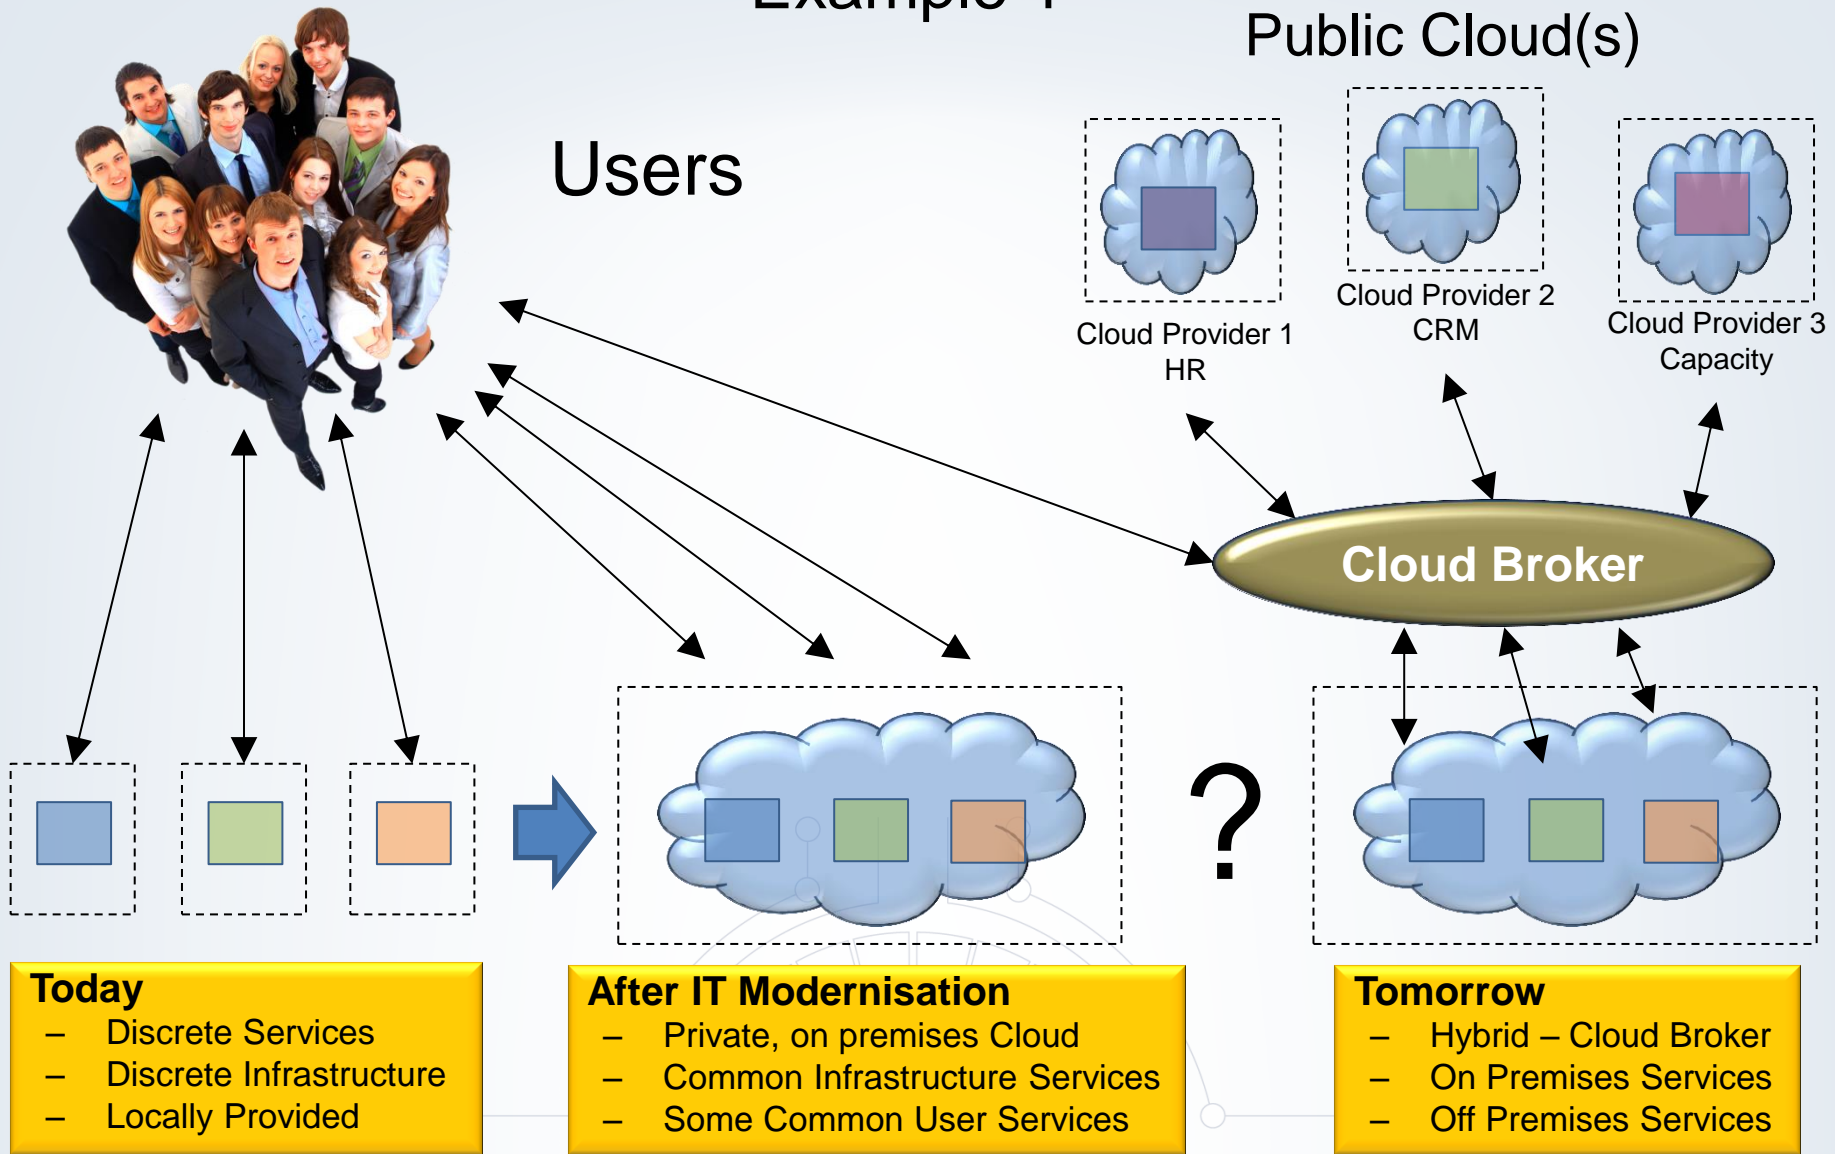 Public Cloud(s)
Users
Cloud Provider 1
HR
Cloud Provider 2
CRM
Cloud Provider 3
Capacity
Cloud Broker
?
Today
– Discrete Services
– Discrete Infrastructure
– Locally Provided
After IT Modernisation
– Private, on premises Cloud
– Common Infrastructure Services
– Some Common User Services
Tomorrow
– Hybrid – Cloud Broker
– On Premises Services
– Off Premises Services